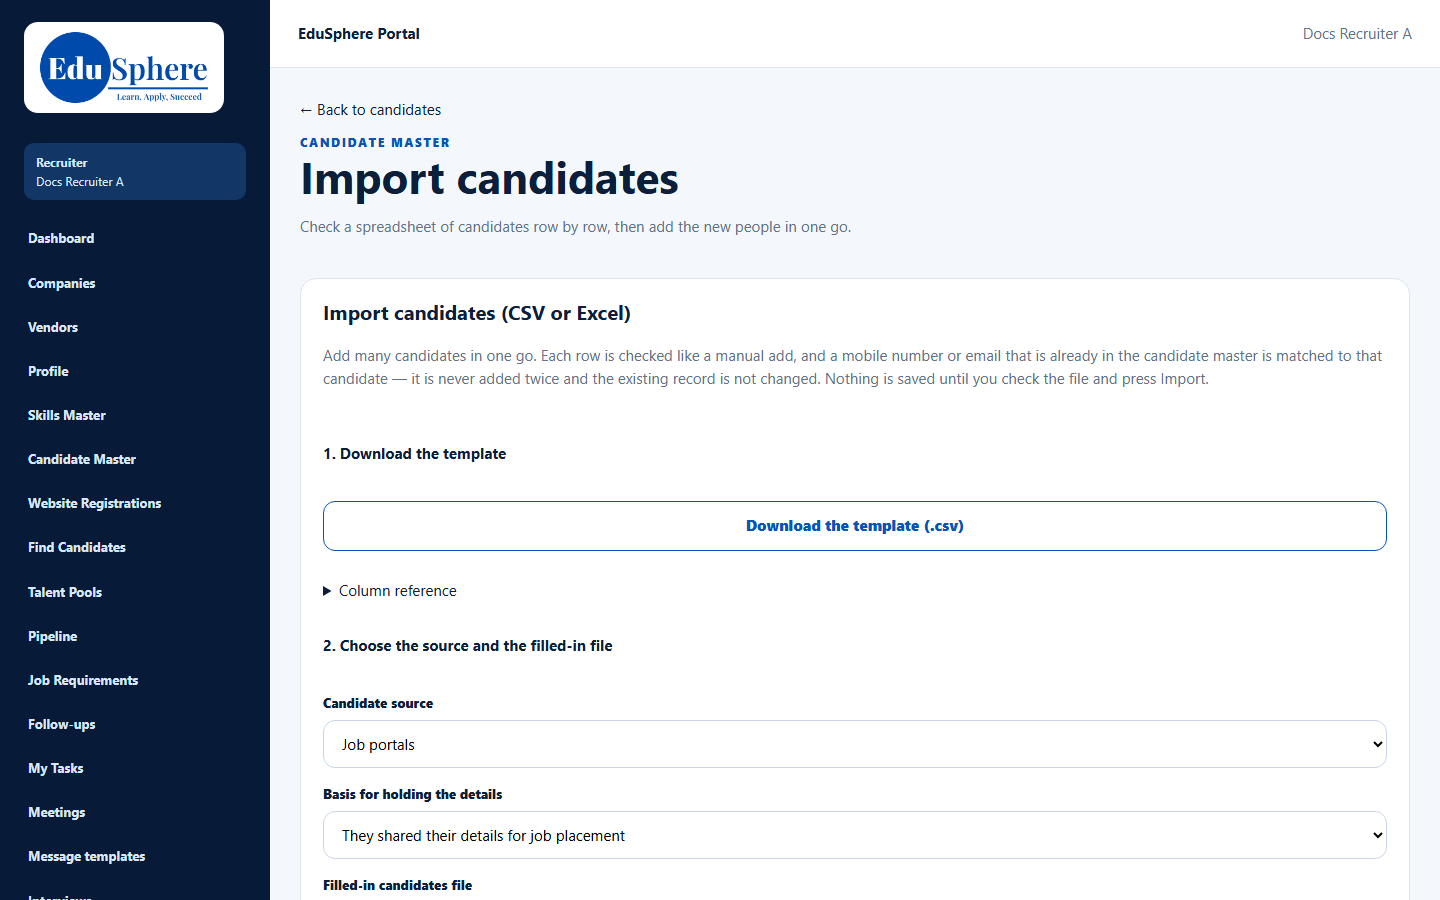 EduSphere
Learn. Apply. Succeed
Recruiter
Docs Recruiter A
Dashboard
Companies
Vendors
Profile
Skills Master
Candidate Master
Website Registrations
Find Candidates
Talent Pools
Pipeline
Job Requirements
Follow-ups
My Tasks
Meetings
Message templates
Interviews
EduSphere Portal
Docs Recruiter A
← Back to candidates
CANDIDATE MASTER
Import candidates
Check a spreadsheet of candidates row by row, then add the new people in one go.
Import candidates (CSV or Excel)
Add many candidates in one go. Each row is checked like a manual add, and a mobile number or email that is already in the candidate master is matched to that
candidate — it is never added twice and the existing record is not changed. Nothing is saved until you check the file and press Import.
1. Download the template
Download the template (.csv)
Column reference
2. Choose the source and the filled-in file
Candidate source
Job portals
Basis for holding the details
They shared their details for job placement
Filled-in candidates file